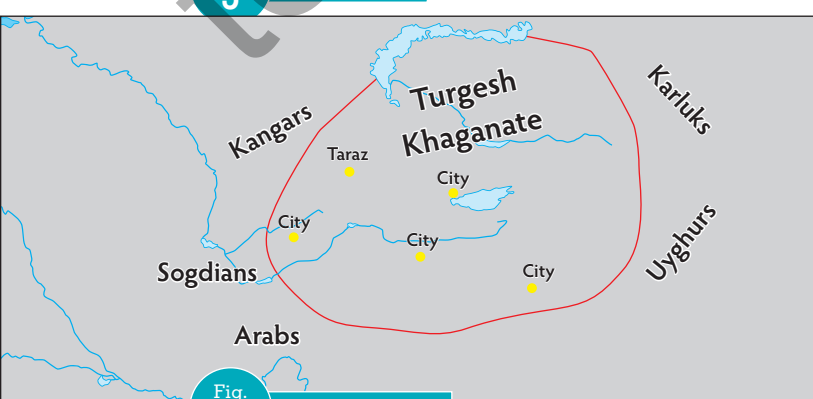 Turgesh
Khaganate
Karluks
Kangars
Taraz
City
City
City
City
Uyghurs
Sogdians
Arabs
Fig.